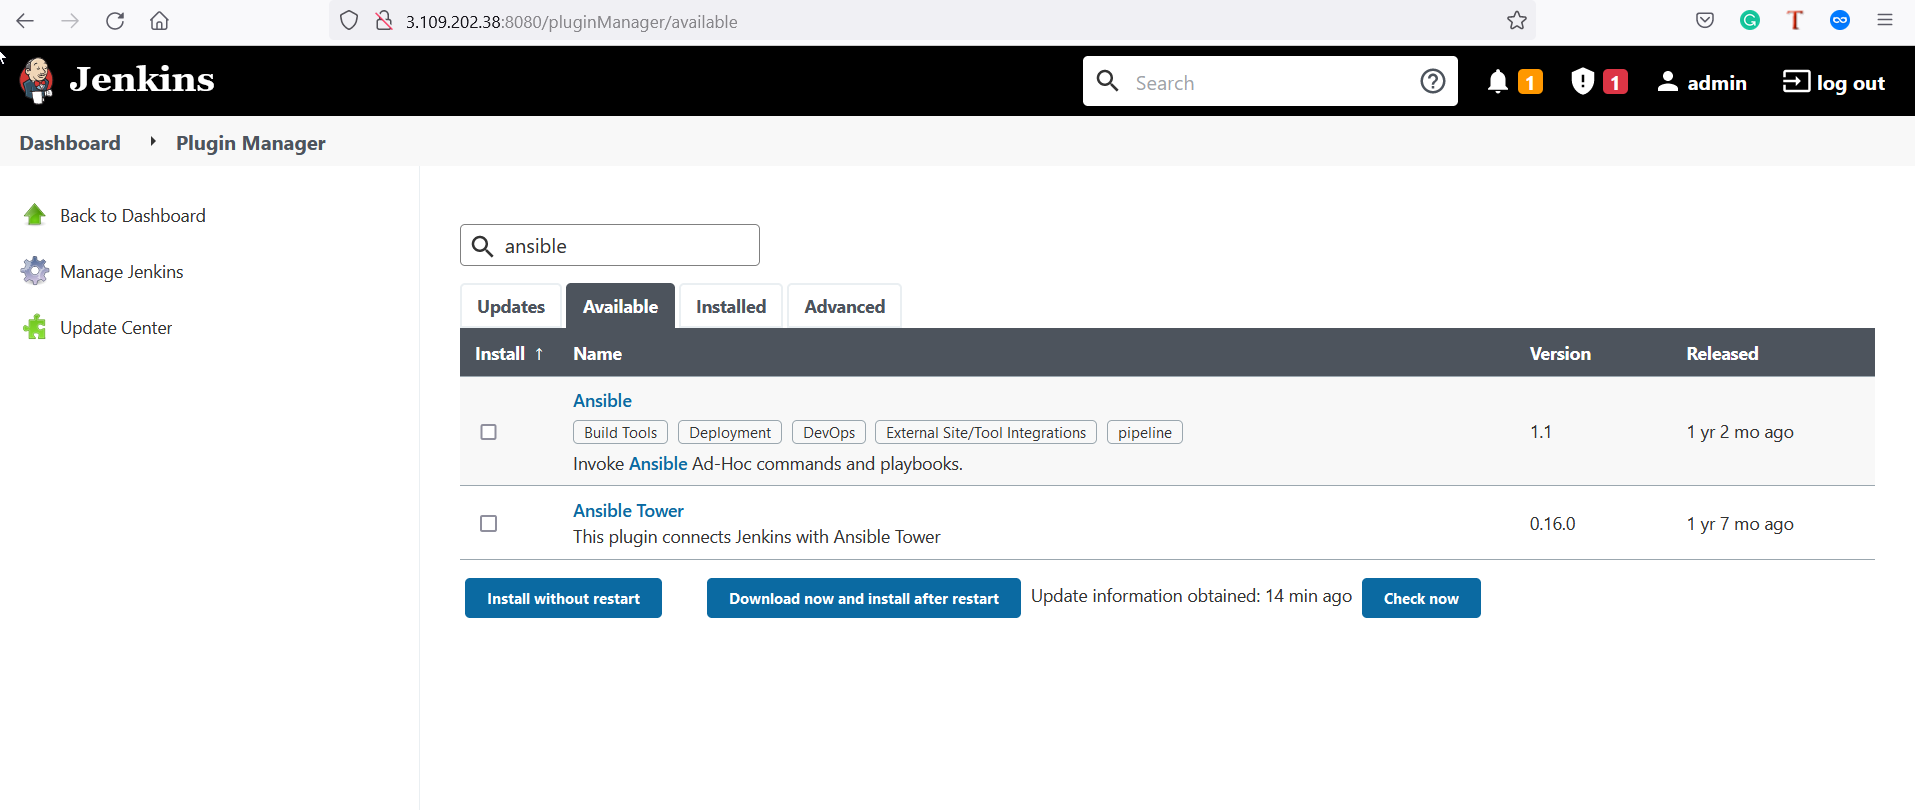 3.109.202.38:8080/pluginManager/available
Jenkins
Search
1
1
admin
log out
Dashboard Plugin Manager
Back to Dashboard
Manage Jenkins
Update Center
ansible
Updates Available Installed Advanced
Install ↑ Name Version Released
Ansible
Build Tools Deployment DevOps External Site/Tool Integrations pipeline
Invoke Ansible Ad-Hoc commands and playbooks.
1.1 1 yr 2 mo ago
Ansible Tower
This plugin connects Jenkins with Ansible Tower
0.16.0 1 yr 7 mo ago
Install without restart Download now and install after restart Update information obtained: 14 min ago Check now